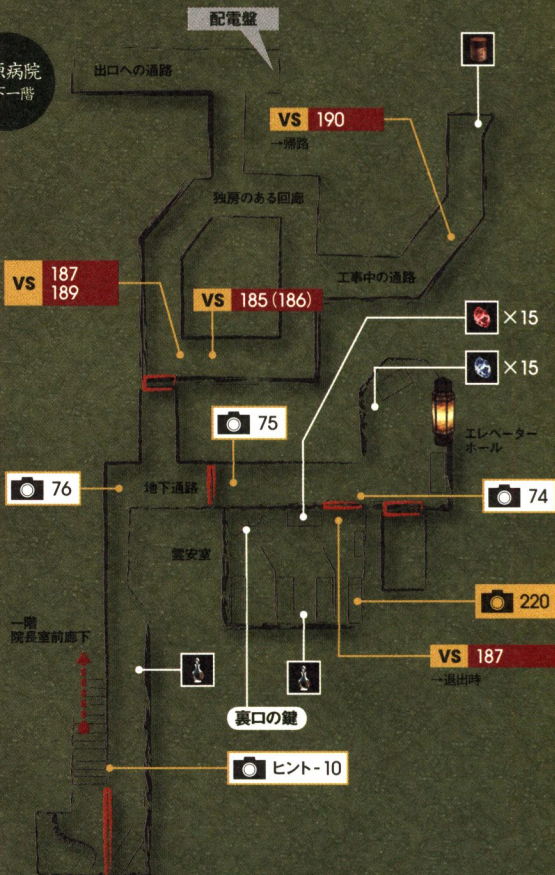 配電盤
病院
下一階
出口への通路
VS 190
→帰路
独房のある回廊
VS 187
189
VS 185(186)
工事中の通路
×15
×15
エレベーター
ホール
75
76
地下通路
74
霊安室
220
一階
院長室前廊下
VS 187
→退出時
裏口の鍵
ヒント-10